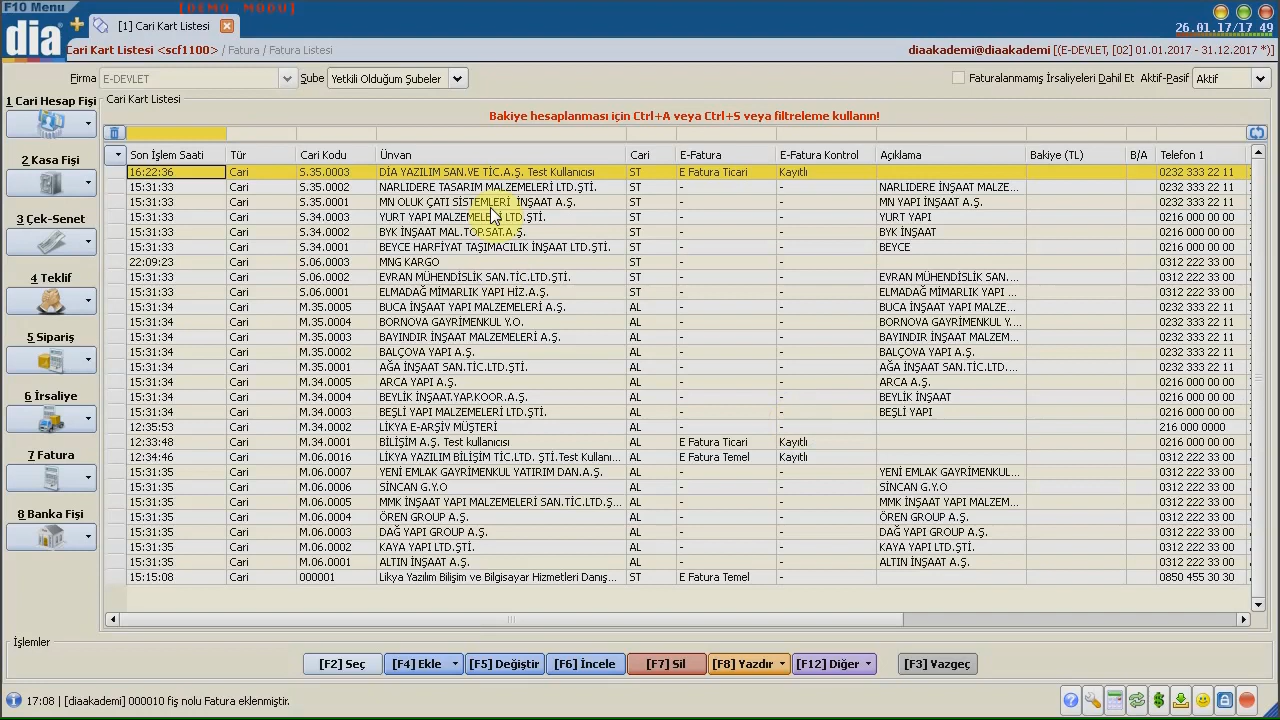 F10 Menu
[DEMO MODU]
dia
[1] Cari Kart Listesi
26.01.17/17 49
Cari Kart Listesi <scf1100> / Fatura / Fatura Listesi
diaakademi@diaakademi [(E-DEVLET, [02] 01.01.2017 - 31.12.2017 *)]
Firma E-DEVLET Şube Yetkili Olduğum Şubeler Faturalanmamış İrsaliyeleri Dahil Et Aktif-Pasif Aktif
1 Cari Hesap Fişi
2 Kasa Fişi
3 Çek-Senet
4 Teklif
5 Sipariş
6 İrsaliye
7 Fatura
8 Banka Fişi
Cari Kart Listesi
Bakiye hesaplanması için Ctrl+A veya Ctrl+S veya filtreleme kullanın!
Son İşlem Saati Tür Cari Kodu Ünvan Cari E-Fatura E-Fatura Kontrol Açıklama Bakiye (TL) B/A Telefon 1
16:22:36 Cari S.35.0003 DİA YAZILIM SAN.VE TİC.A.Ş. Test Kullanıcısı ST E Fatura Ticari Kayıtlı 0232 333 22 11
15:31:33 Cari S.35.0002 NARLIDERE TASARIM MALZEMELERİ LTD.ŞTİ. ST - - NARLIDERE İNŞAAT MALZE... 0232 333 22 11
15:31:33 Cari S.35.0001 MN OLUK ÇATI SİSTEMLERİ İNŞAAT A.Ş. ST - - MN YAPI İNŞAAT A.Ş. 0232 333 22 11
15:31:33 Cari S.34.0003 YURT YAPI MALZEMELERİ LTD.ŞTİ. ST - - YURT YAPI 0216 000 00 00
15:31:33 Cari S.34.0002 BYK İNŞAAT MAL.TOP.SAT.A.Ş. ST - - BYK İNŞAAT 0216 000 00 00
15:31:33 Cari S.34.0001 BEYCE HARFİYAT TAŞIMACILIK İNŞAAT LTD.ŞTİ. ST - - BEYCE 0216 000 00 00
22:09:23 Cari S.06.0003 MNG KARGO ST - - 0312 222 33 00
15:31:33 Cari S.06.0002 EVRAN MÜHENDİSLİK SAN.TİC.LTD.ŞTİ. ST - - EVRAN MÜHENDİSLİK SAN.... 0312 222 33 00
15:31:33 Cari S.06.0001 ELMADAĞ MİMARLIK YAPI HİZ.A.Ş. ST - - ELMADAĞ MİMARLIK YAPI ... 0312 222 33 00
15:31:34 Cari M.35.0005 BUCA İNŞAAT YAPI MALZEMELERİ A.Ş. AL - - BUCA İNŞAAT YAPI MALZE... 0232 333 22 11
15:31:34 Cari M.35.0004 BORNOVA GAYRİMENKUL Y.O. AL - - BORNOVA GAYRİMENKUL Y.... 0232 333 22 11
15:31:34 Cari M.35.0003 BAYINDIR İNŞAAT MALZEMELERİ A.Ş. AL - - BAYINDIR İNŞAAT MALZEM... 0232 333 22 11
15:31:34 Cari M.35.0002 BALÇOVA YAPI A.Ş. AL - - BALÇOVA YAPI A.Ş. 0232 333 22 11
15:31:34 Cari M.35.0001 AĞA İNŞAAT SAN.TİC.LTD.ŞTİ. AL - - AĞA İNŞAAT SAN.TİC.LTD.... 0232 333 22 11
15:31:34 Cari M.34.0005 ARCA YAPI A.Ş. AL - - ARCA YAPI A.Ş. 0216 000 00 00
15:31:34 Cari M.34.0004 BEYLİK İNŞAAT.YAP.KOOR.A.Ş. AL - - BEYLİK İNŞAAT 0216 000 00 00
15:31:34 Cari M.34.0003 BEŞLİ YAPI MALZEMELERİ LTD.ŞTİ. AL - - BEŞLİ YAPI 0216 000 00 00
12:35:53 Cari M.34.0002 LİKYA E-ARŞİV MÜŞTERİ AL - - 216 000 0000
12:33:48 Cari M.34.0001 BİLİŞİM A.Ş. Test kullanıcısı AL E Fatura Ticari Kayıtlı 0216 000 00 00
12:34:46 Cari M.06.0016 LİKYA YAZILIM BİLİŞİM TİC.LTD. ŞTİ.Test Kullanı... AL E Fatura Temel Kayıtlı 0312 222 33 00
15:31:35 Cari M.06.0007 YENİ EMLAK GAYRİMENKUL YATIRIM DAN.A.Ş. AL - - YENİ EMLAK GAYRİMENKUL... 0312 222 33 00
15:31:35 Cari M.06.0006 SİNCAN G.Y.O AL - - SİNCAN G.Y.O 0312 222 33 00
15:31:35 Cari M.06.0005 MMK İNŞAAT YAPI MALZEMELERİ SAN.TİC.LTD.Ş... AL - - MMK İNŞAAT YAPI MALZEM... 0312 222 33 00
15:31:35 Cari M.06.0004 ÖREN GROUP A.Ş. AL - - ÖREN GROUP A.Ş. 0312 222 33 00
15:31:35 Cari M.06.0003 DAĞ YAPI GROUP A.Ş. AL - - DAĞ YAPI GROUP A.Ş. 0312 222 33 00
15:31:35 Cari M.06.0002 KAYA YAPI LTD.ŞTİ. AL - - KAYA YAPI LTD.ŞTİ. 0312 222 33 00
15:31:35 Cari M.06.0001 ALTIN İNŞAAT A.Ş. AL - - ALTIN İNŞAAT A.Ş. 0312 222 33 00
15:15:08 Cari 000001 Likya Yazılım Bilişim ve Bilgisayar Hizmetleri Danış... ST E Fatura Temel - 0850 455 30 30
İşlemler
[F2] Seç [F4] Ekle [F5] Değiştir [F6] İncele [F7] Sil [F8] Yazdır [F12] Diğer [F3] Vazgeç
17:08 | [diaakademi] 000010 fiş nolu Fatura eklenmiştir.